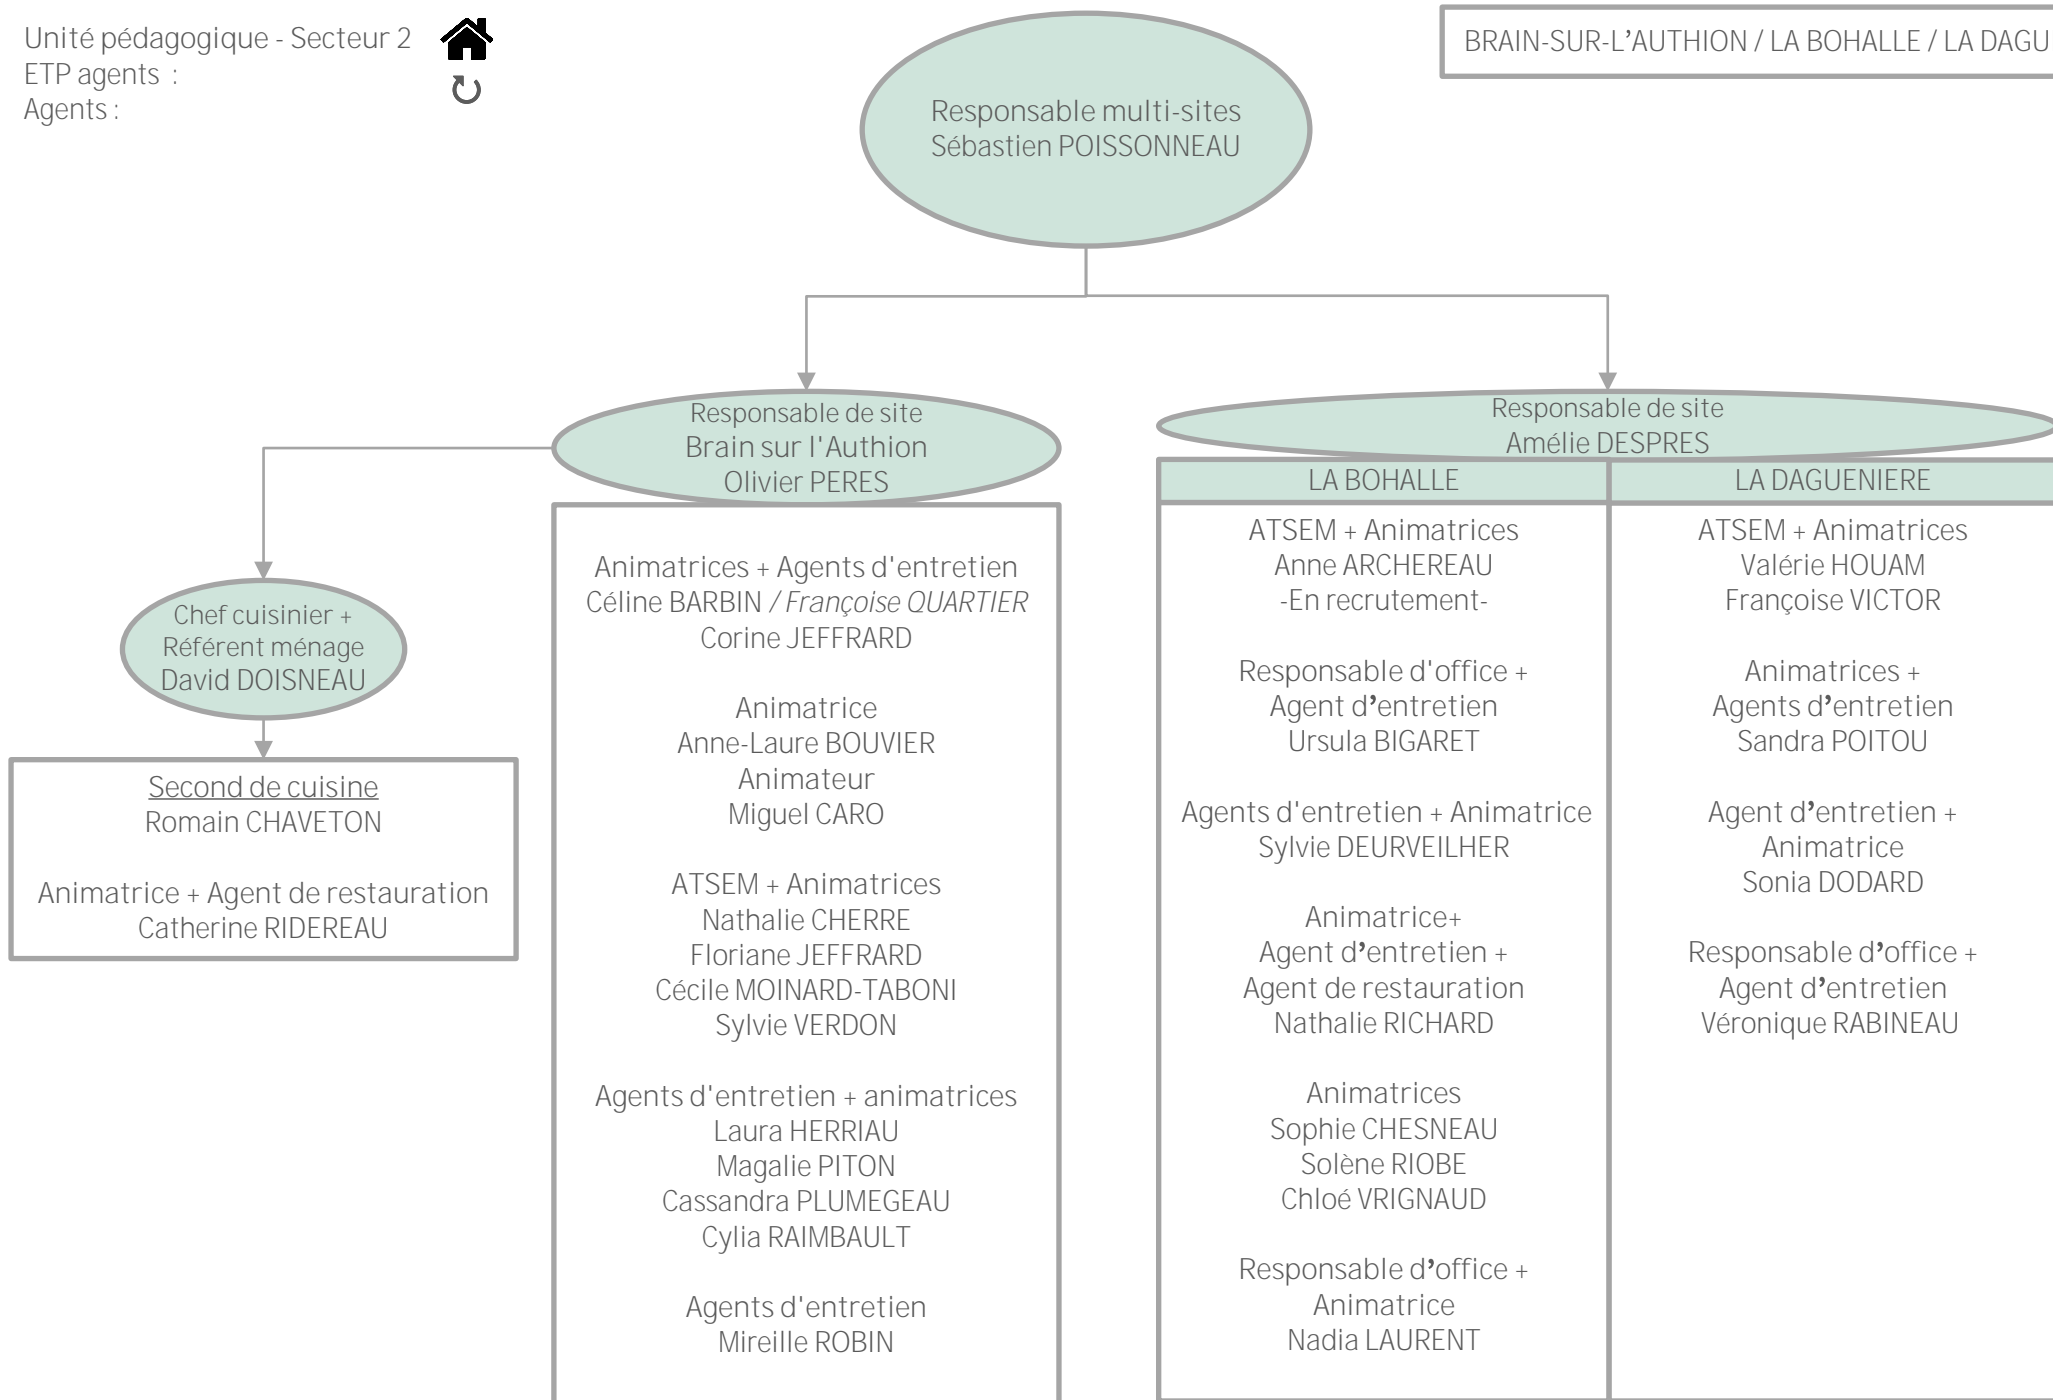 Unité pédagogique - Secteur 2
ETP agents :
Agents :
BRAIN-SUR-L’AUTHION / LA BOHALLE / LA DAGU
Responsable multi-sites
Sébastien POISSONNEAU
Responsable de site
Brain sur l'Authion
Olivier PERES
Responsable de site
Amélie DESPRES
Chef cuisinier +
Référent ménage
David DOISNEAU
Second de cuisine
Romain CHAVETON
Animatrice + Agent de restauration
Catherine RIDEREAU
Animatrices + Agents d'entretien
Céline BARBIN / Françoise QUARTIER
Corine JEFFRARD
Animatrice
Anne-Laure BOUVIER
Animateur
Miguel CARO
ATSEM + Animatrices
Nathalie CHERRE
Floriane JEFFRARD
Cécile MOINARD-TABONI
Sylvie VERDON
Agents d'entretien + animatrices
Laura HERRIAU
Magalie PITON
Cassandra PLUMEGEAU
Cylia RAIMBAULT
Agents d'entretien
Mireille ROBIN
LA BOHALLE
ATSEM + Animatrices
Anne ARCHEREAU
-En recrutement-
Responsable d'office +
Agent d’entretien
Ursula BIGARET
Agents d'entretien + Animatrice
Sylvie DEURVEILHER
Animatrice+
Agent d’entretien +
Agent de restauration
Nathalie RICHARD
Animatrices
Sophie CHESNEAU
Solène RIOBE
Chloé VRIGNAUD
Responsable d’office +
Animatrice
Nadia LAURENT
LA DAGUENIERE
ATSEM + Animatrices
Valérie HOUAM
Françoise VICTOR
Animatrices +
Agents d’entretien
Sandra POITOU
Agent d’entretien +
Animatrice
Sonia DODARD
Responsable d’office +
Agent d’entretien
Véronique RABINEAU